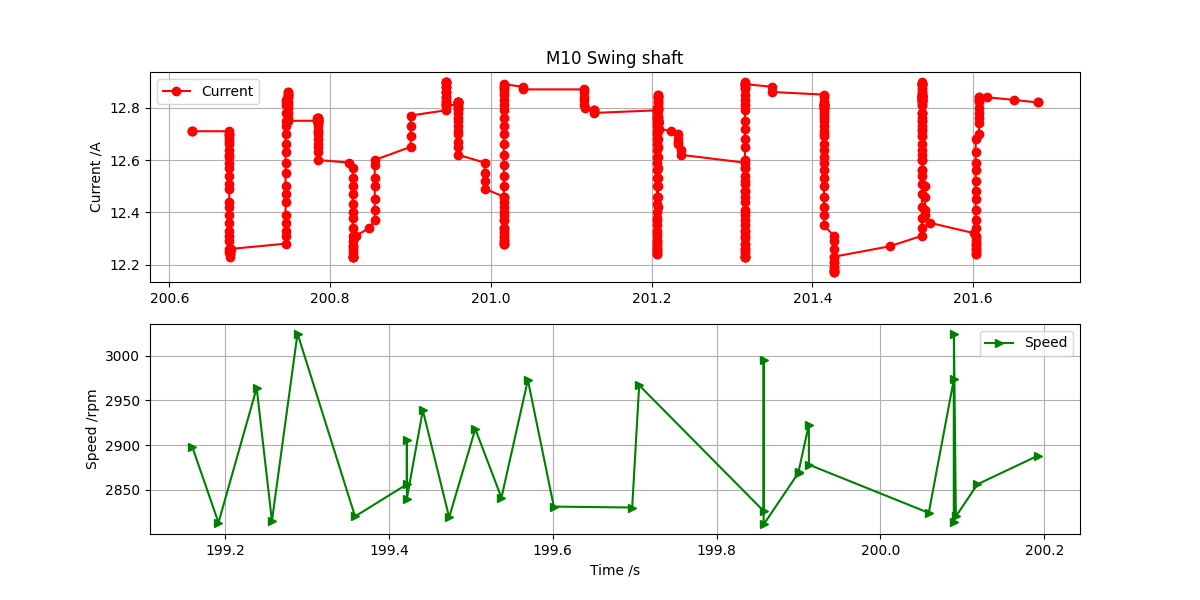 M10 Swing shaft
Current
Current /A
12.8
12.6
12.4
12.2
200.6 200.8 201.0 201.2 201.4 201.6
Speed
Speed /rpm
3000
2950
2900
2850
199.2 199.4 199.6 199.8 200.0 200.2
Time /s